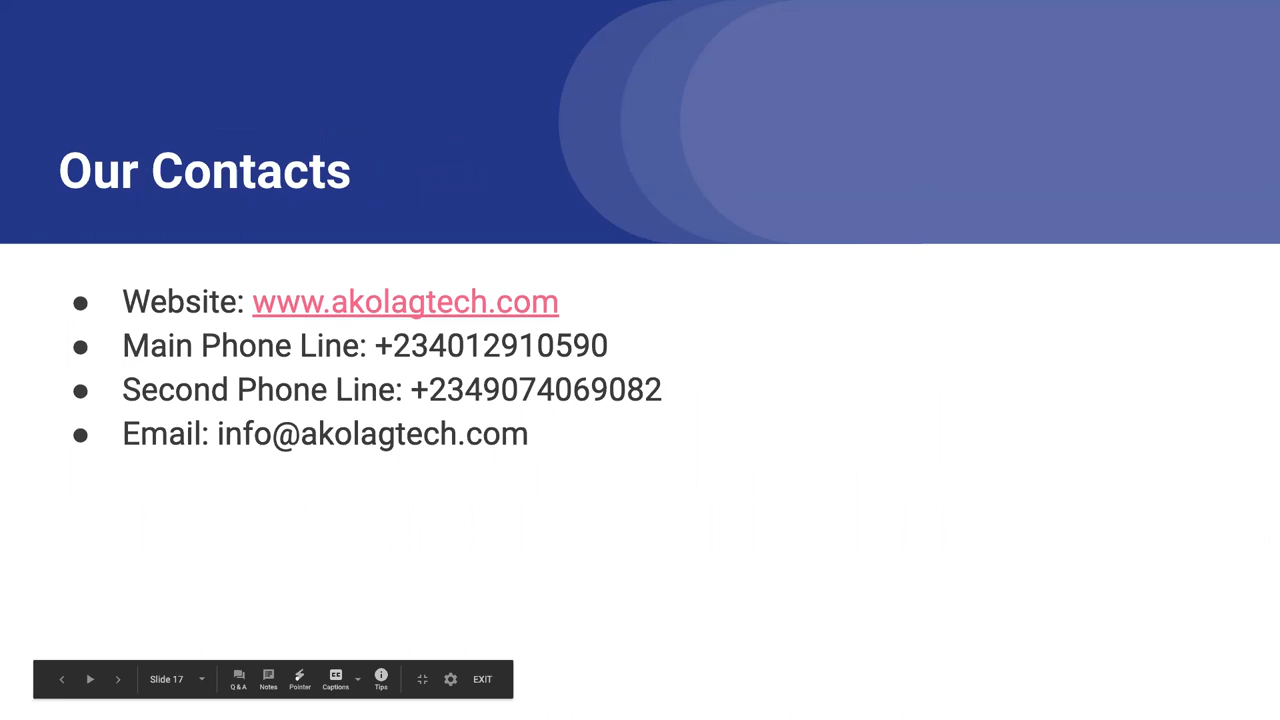 Our Contacts
● Website: www.akolagtech.com
● Main Phone Line: +234012910590
● Second Phone Line: +2349074069082
● Email: info@akolagtech.com
Slide 17 Q & A Notes Pointer Captions Tips EXIT